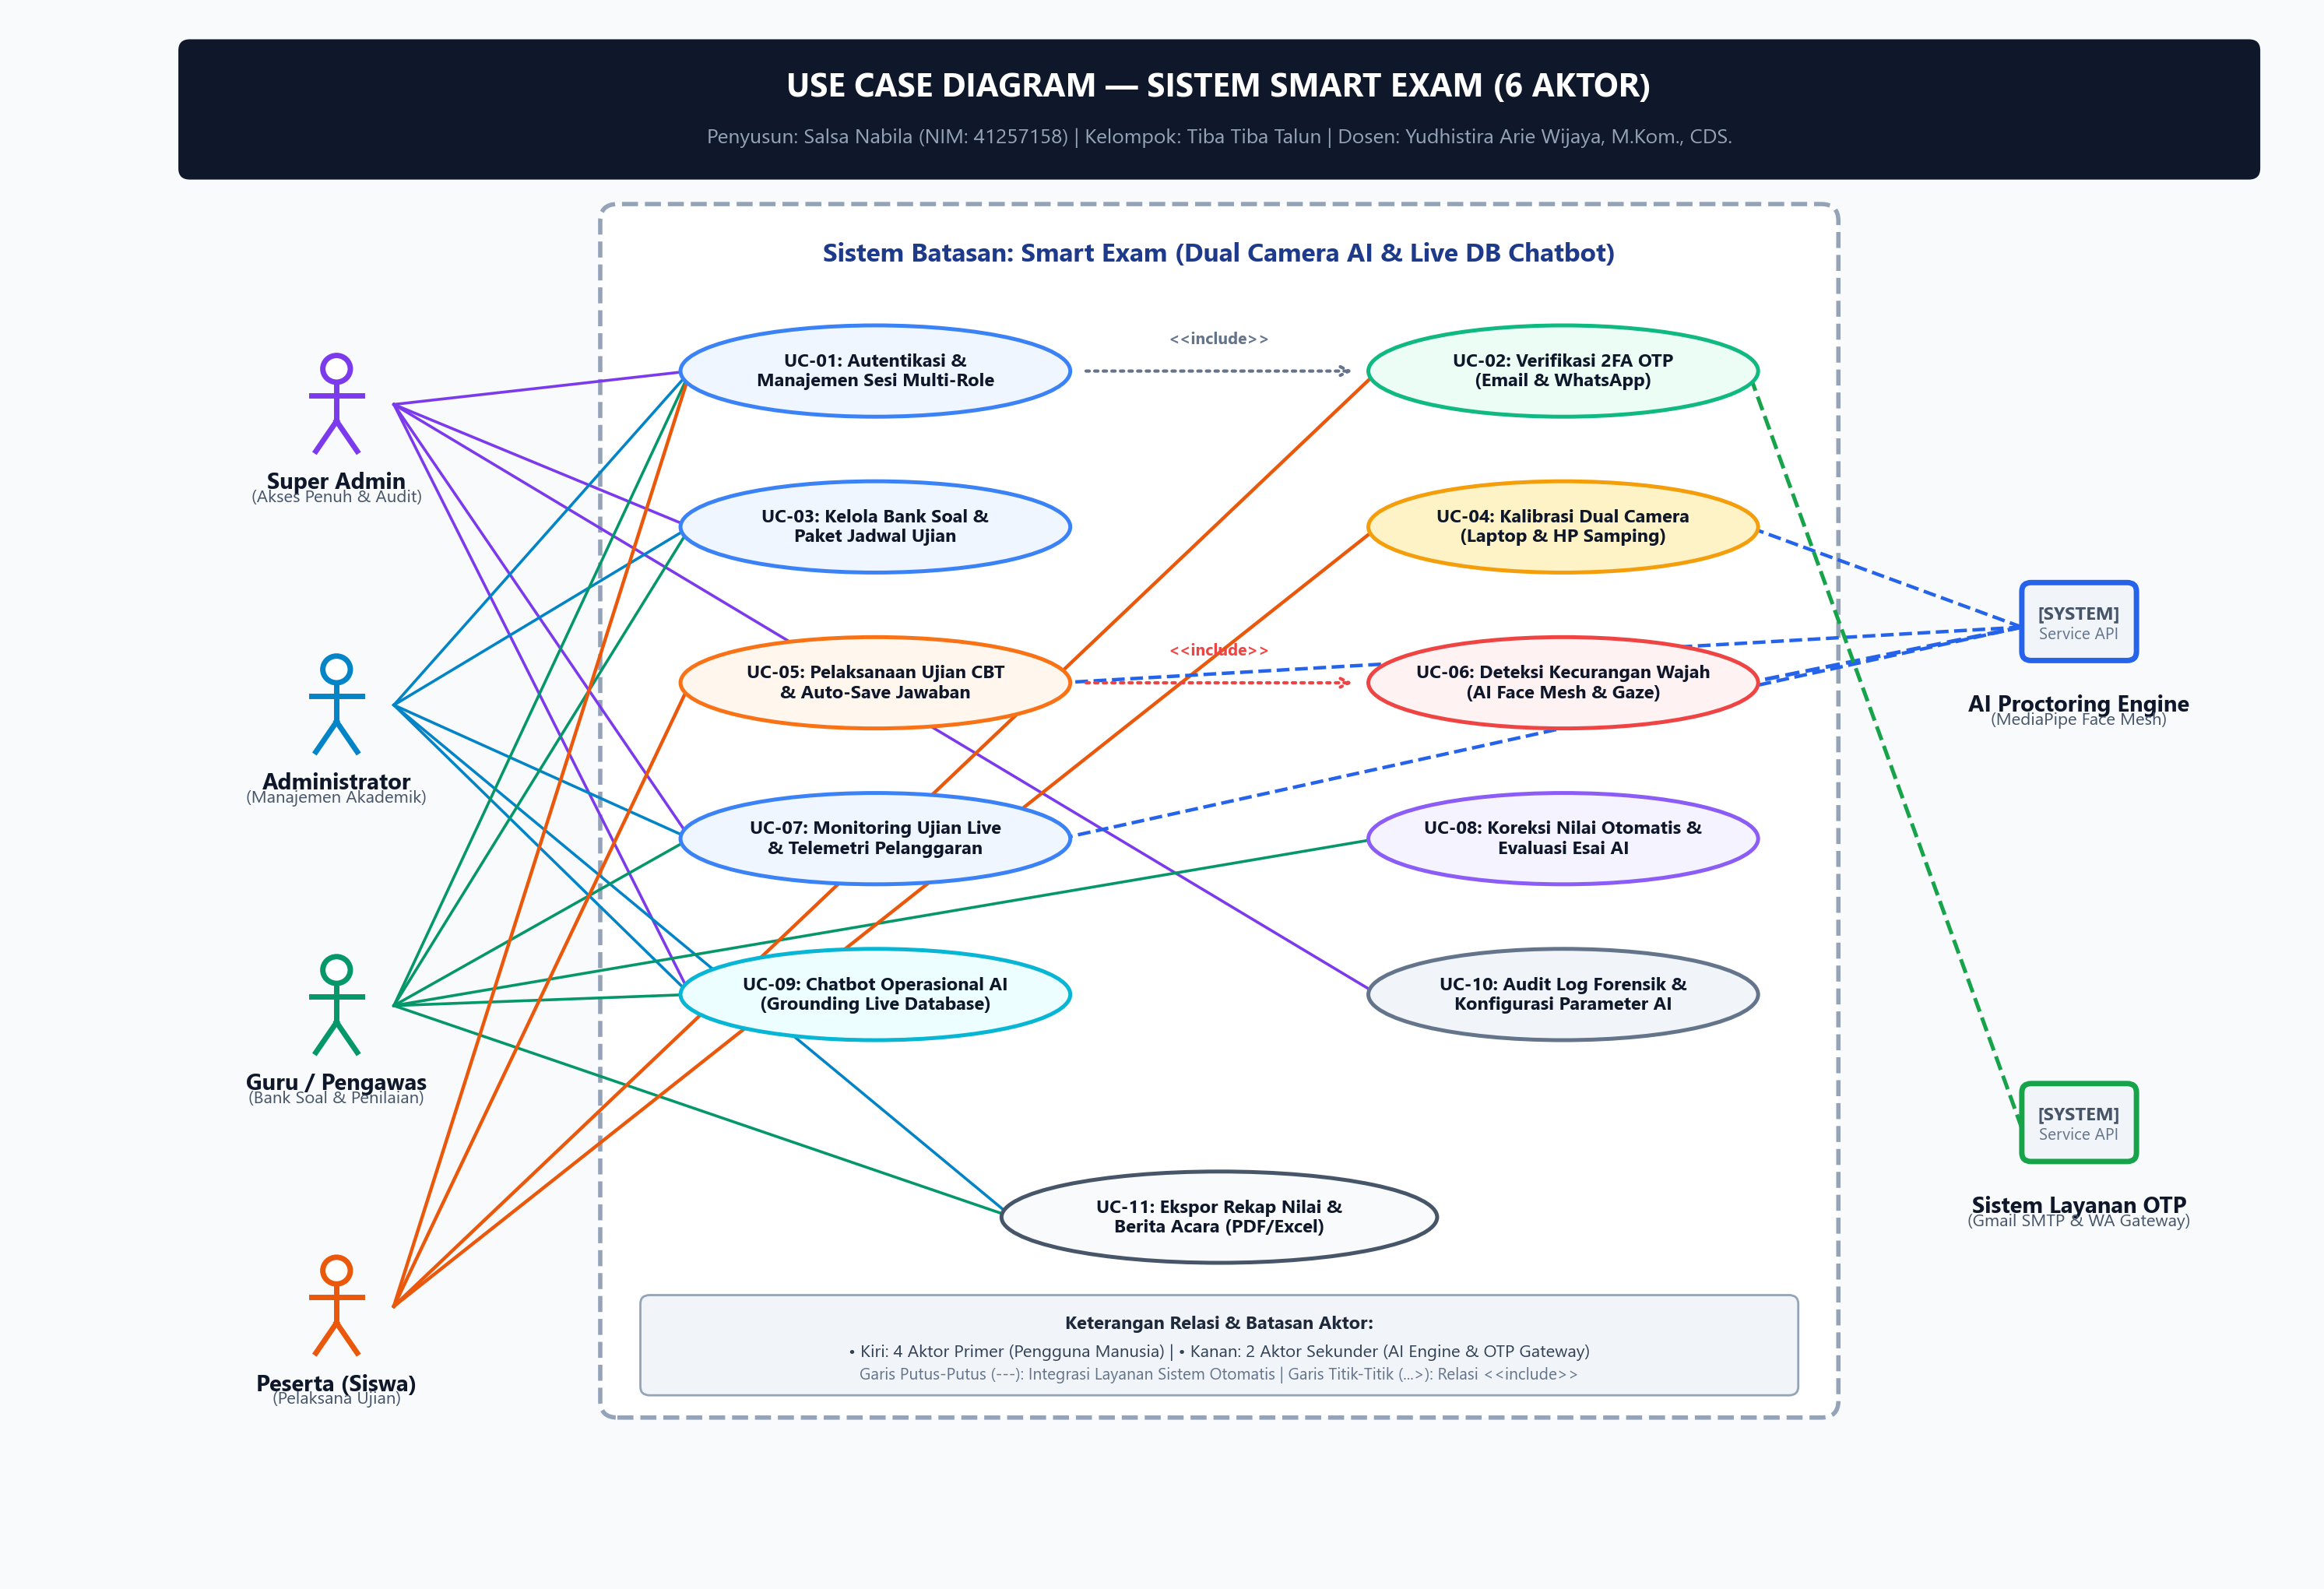 USE CASE DIAGRAM — SISTEM SMART EXAM (6 AKTOR)
Penyusun: Salsa Nabila (NIM: 41257158) | Kelompok: Tiba Tiba Talun | Dosen: Yudhistira Arie Wijaya, M.Kom., CDS.
Sistem Batasan: Smart Exam (Dual Camera AI & Live DB Chatbot)
Super Admin
(Akses Penuh & Audit)
Administrator
(Manajemen Akademik)
Guru / Pengawas
(Bank Soal & Penilaian)
Peserta (Siswa)
(Pelaksana Ujian)
UC-01: Autentikasi &
Manajemen Sesi Multi-Role
<<include>>
UC-02: Verifikasi 2FA OTP
(Email & WhatsApp)
UC-03: Kelola Bank Soal &
Paket Jadwal Ujian
UC-04: Kalibrasi Dual Camera
(Laptop & HP Samping)
UC-05: Pelaksanaan Ujian CBT
& Auto-Save Jawaban
<<include>>
UC-06: Deteksi Kecurangan Wajah
(AI Face Mesh & Gaze)
UC-07: Monitoring Ujian Live
& Telemetri Pelanggaran
UC-08: Koreksi Nilai Otomatis &
Evaluasi Esai AI
UC-09: Chatbot Operasional AI
(Grounding Live Database)
UC-10: Audit Log Forensik &
Konfigurasi Parameter AI
UC-11: Ekspor Rekap Nilai &
Berita Acara (PDF/Excel)
[SYSTEM]
Service API
AI Proctoring Engine
(MediaPipe Face Mesh)
[SYSTEM]
Service API
Sistem Layanan OTP
(Gmail SMTP & WA Gateway)
Keterangan Relasi & Batasan Aktor:
• Kiri: 4 Aktor Primer (Pengguna Manusia) | • Kanan: 2 Aktor Sekunder (AI Engine & OTP Gateway)
Garis Putus-Putus (---): Integrasi Layanan Sistem Otomatis | Garis Titik-Titik (...>): Relasi <<include>>